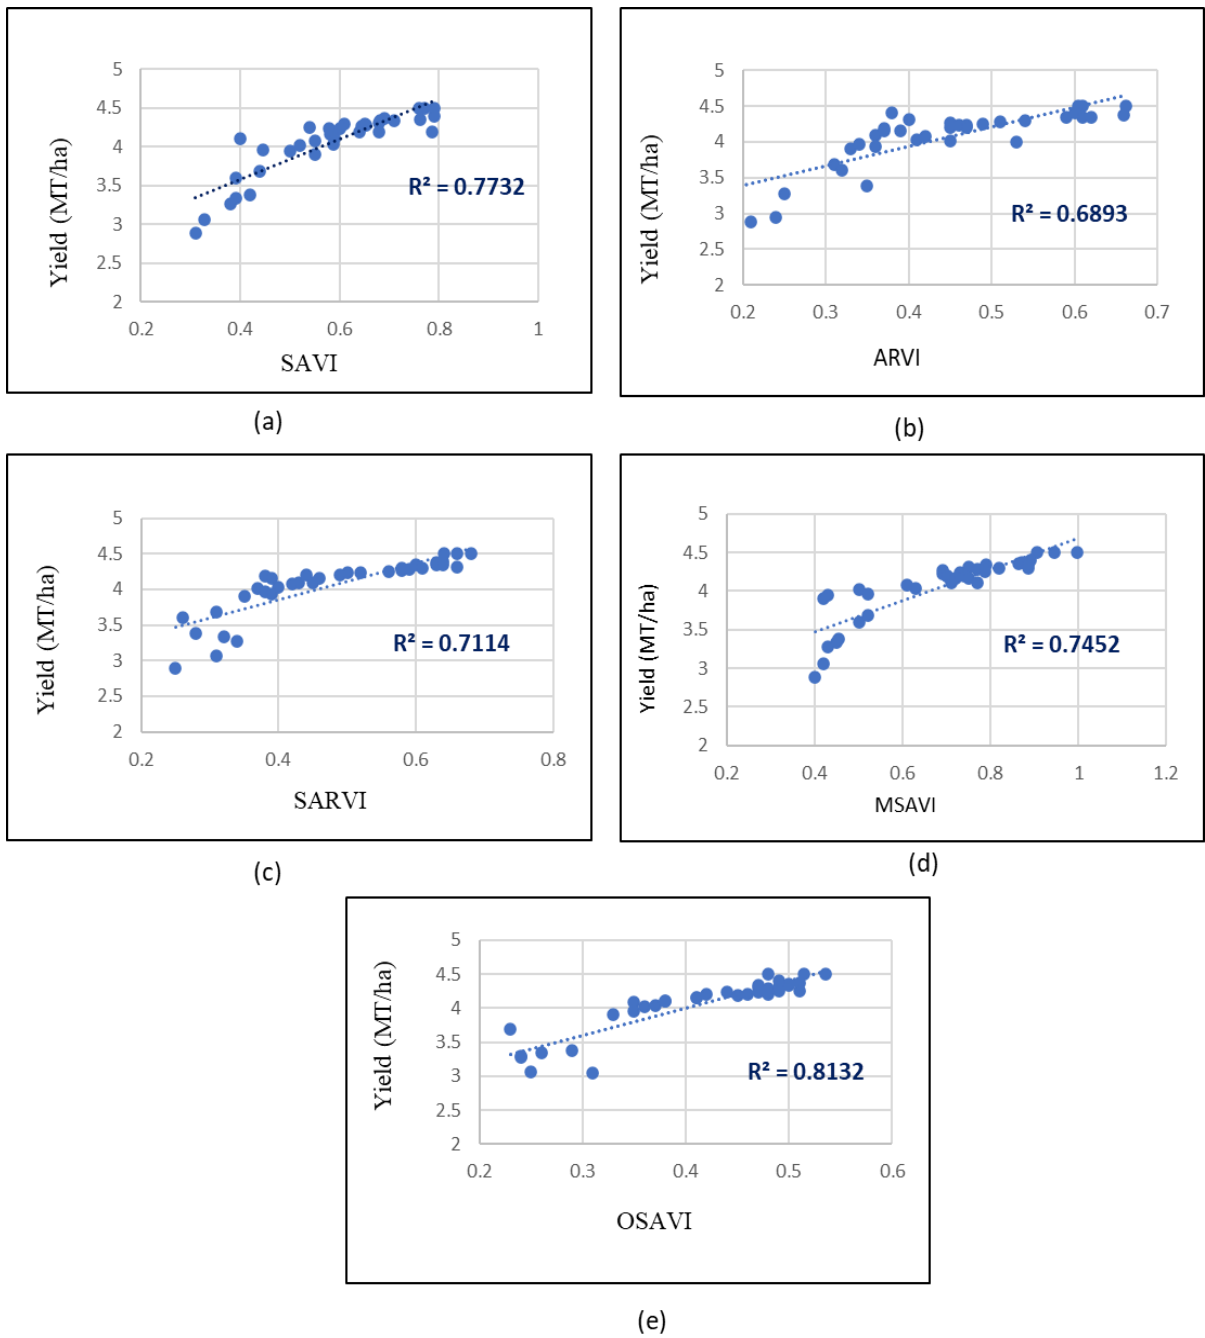 5
4.5
4
3.5
3
2.5
2
Yield (MT/ha)
R² = 0.7732
0.2 0.4 0.6 0.8 1
SAVI
(a)
5
4.5
4
3.5
3
2.5
2
Yield (MT/ha)
R² = 0.6893
0.2 0.3 0.4 0.5 0.6 0.7
ARVI
(b)
5
4.5
4
3.5
3
2.5
2
Yield (MT/ha)
R² = 0.7114
0.2 0.4 0.6 0.8
SARVI
(c)
5
4.5
4
3.5
3
2.5
2
Yield (MT/ha)
R² = 0.7452
0.2 0.4 0.6 0.8 1 1.2
MSAVI
(d)
5
4.5
4
3.5
3
2.5
2
Yield (MT/ha)
R² = 0.8132
0.2 0.3 0.4 0.5 0.6
OSAVI
(e)